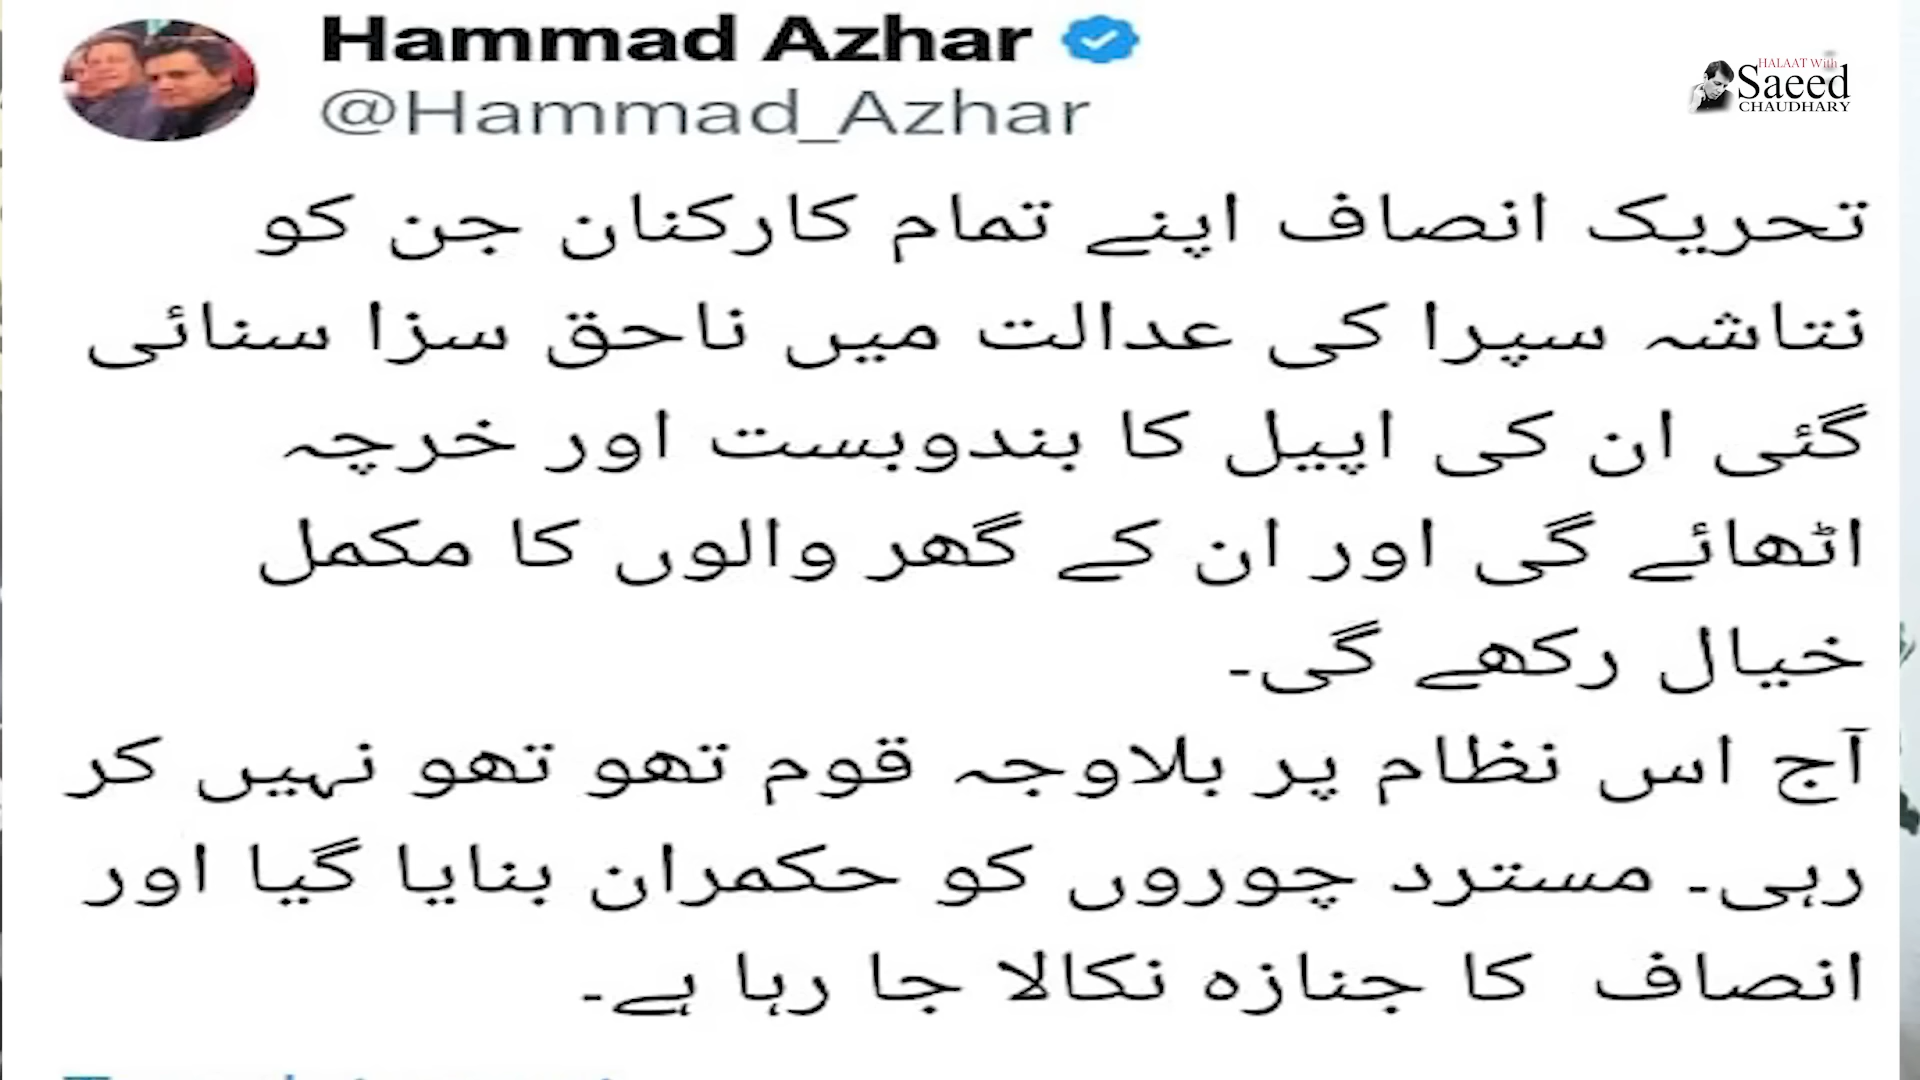 Hammad Azhar
@Hammad_Azhar
HALAAT With
Saeed
CHAUDHARY
تحریک انصاف اپنے تمام کارکنان جن کو
نتاشہ سپرا کی عدالت میں ناحق سزا سنائی
گئی ان کی اپیل کا بندوبست اور خرچہ
اٹھائے گی اور ان کے گھر والوں کا مکمل
خیال رکھے گی۔
آج اس نظام پر بلاوجہ قوم تھو تھو نہیں کر
رہی۔ مسترد چوروں کو حکمران بنایا گیا اور
انصاف کا جنازہ نکالا جا رہا ہے۔